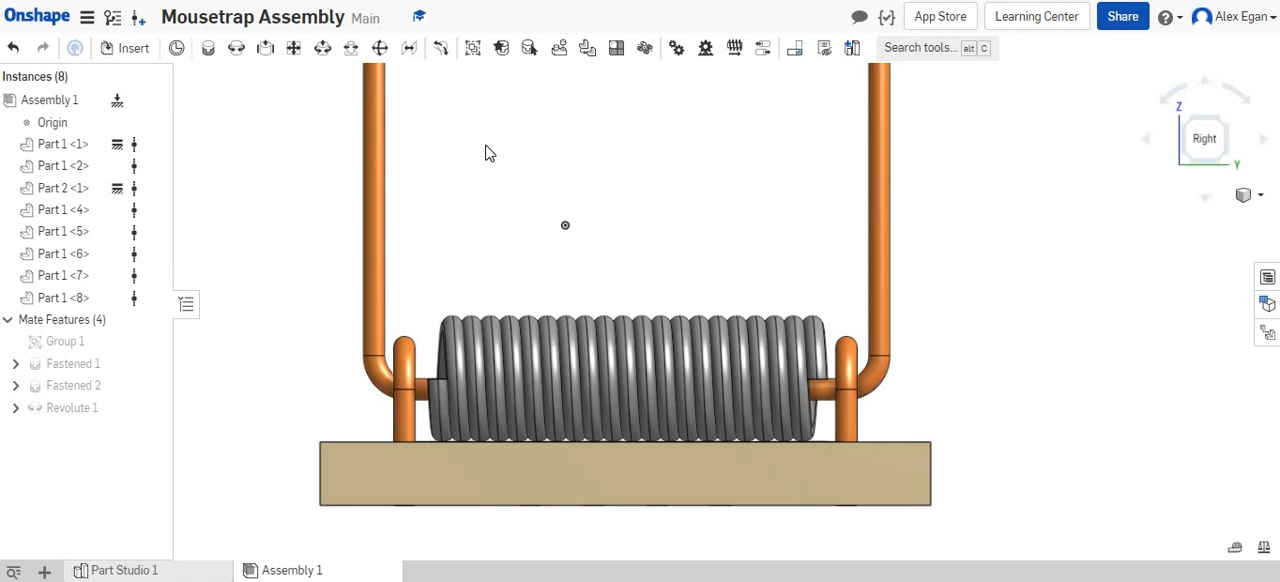 Onshape Mousetrap Assembly Main App Store Learning Center Share Alex Egan
Insert Search tools... alt C
Instances (8)
Assembly 1
Origin
Part 1 <1>
Part 1 <2>
Part 2 <1>
Part 1 <4>
Part 1 <5>
Part 1 <6>
Part 1 <7>
Part 1 <8>
Mate Features (4)
Group 1
Fastened 1
Fastened 2
Revolute 1
Z
Right
Y
Part Studio 1 Assembly 1